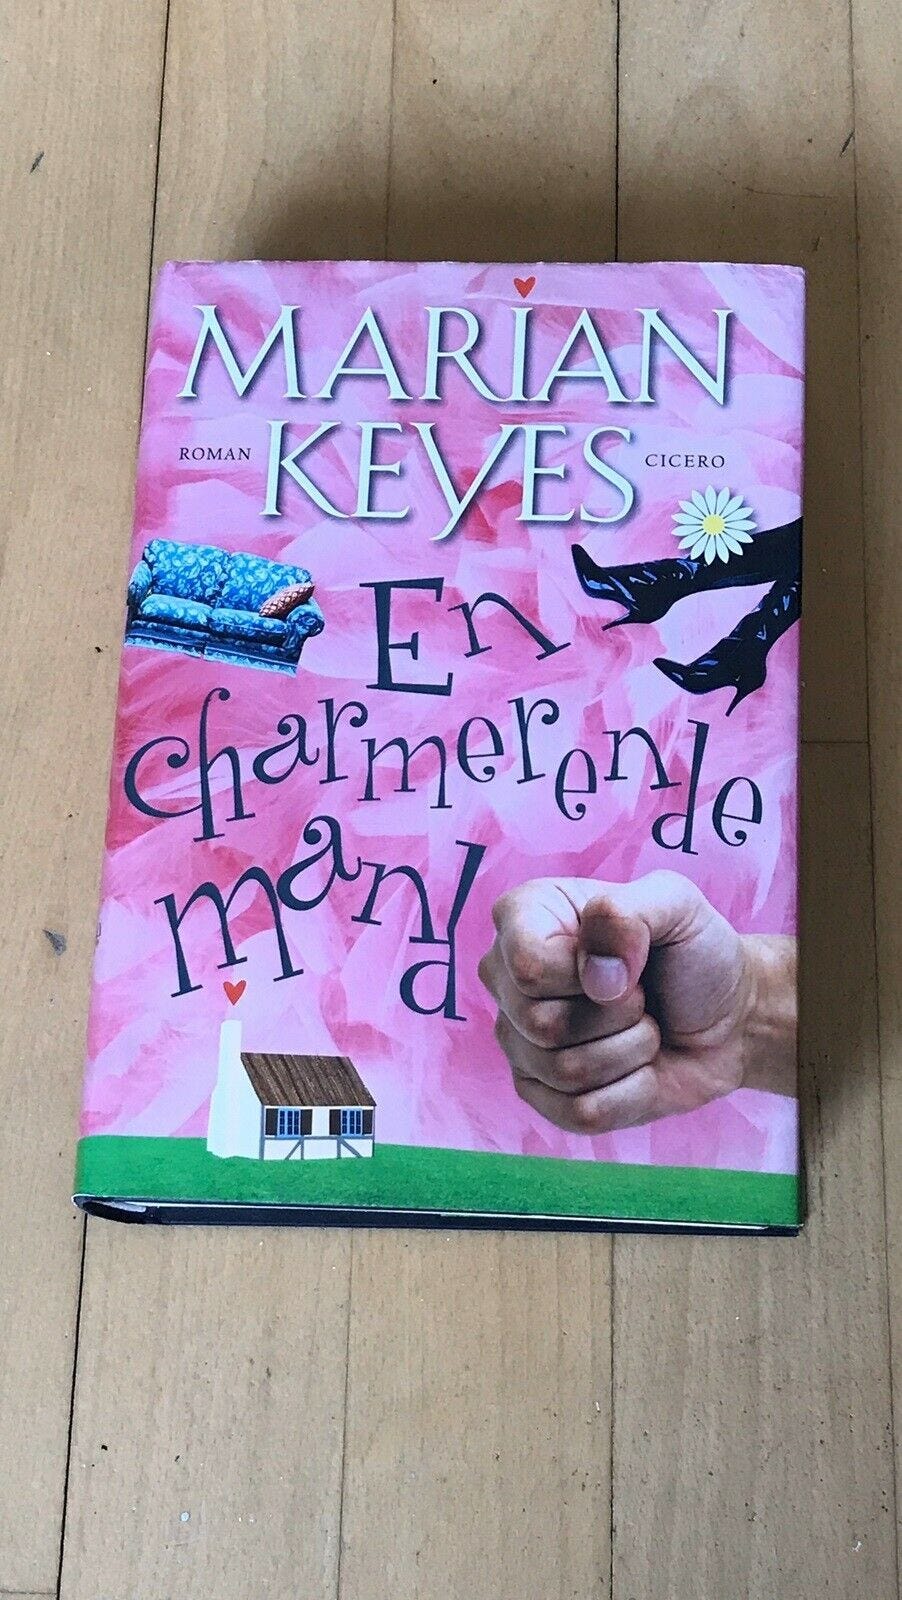 MARIAN
ROMAN KEYES CICERO
En
charmerende
mand